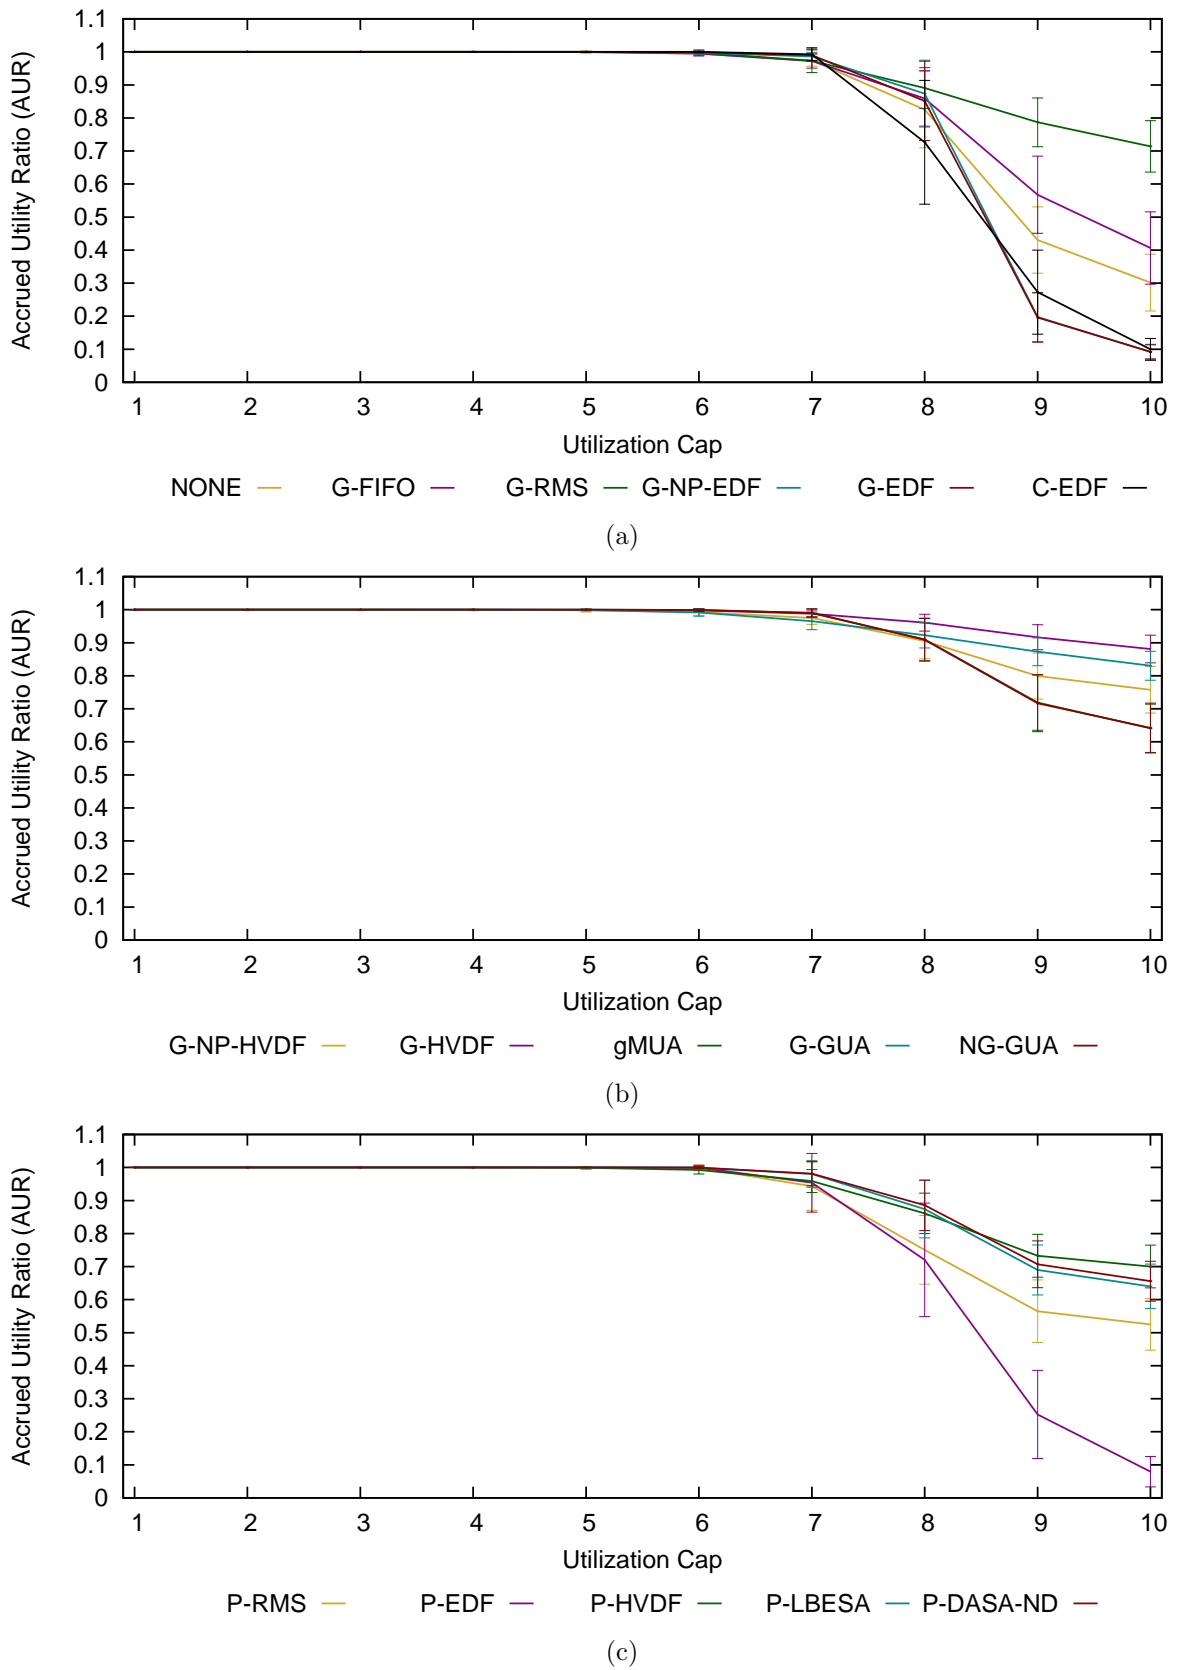 1.1
1
0.9
0.8
0.7
0.6
0.5
0.4
0.3
0.2
0.1
0
Accrued Utility Ratio (AUR)
1 2 3 4 5 6 7 8 9 10
Utilization Cap
NONE G-FIFO G-RMS G-NP-EDF G-EDF C-EDF
(a)
1.1
1
0.9
0.8
0.7
0.6
0.5
0.4
0.3
0.2
0.1
0
Accrued Utility Ratio (AUR)
1 2 3 4 5 6 7 8 9 10
Utilization Cap
G-NP-HVDF G-HVDF gMUA G-GUA NG-GUA
(b)
1.1
1
0.9
0.8
0.7
0.6
0.5
0.4
0.3
0.2
0.1
0
Accrued Utility Ratio (AUR)
1 2 3 4 5 6 7 8 9 10
Utilization Cap
P-RMS P-EDF P-HVDF P-LBESA P-DASA-ND
(c)